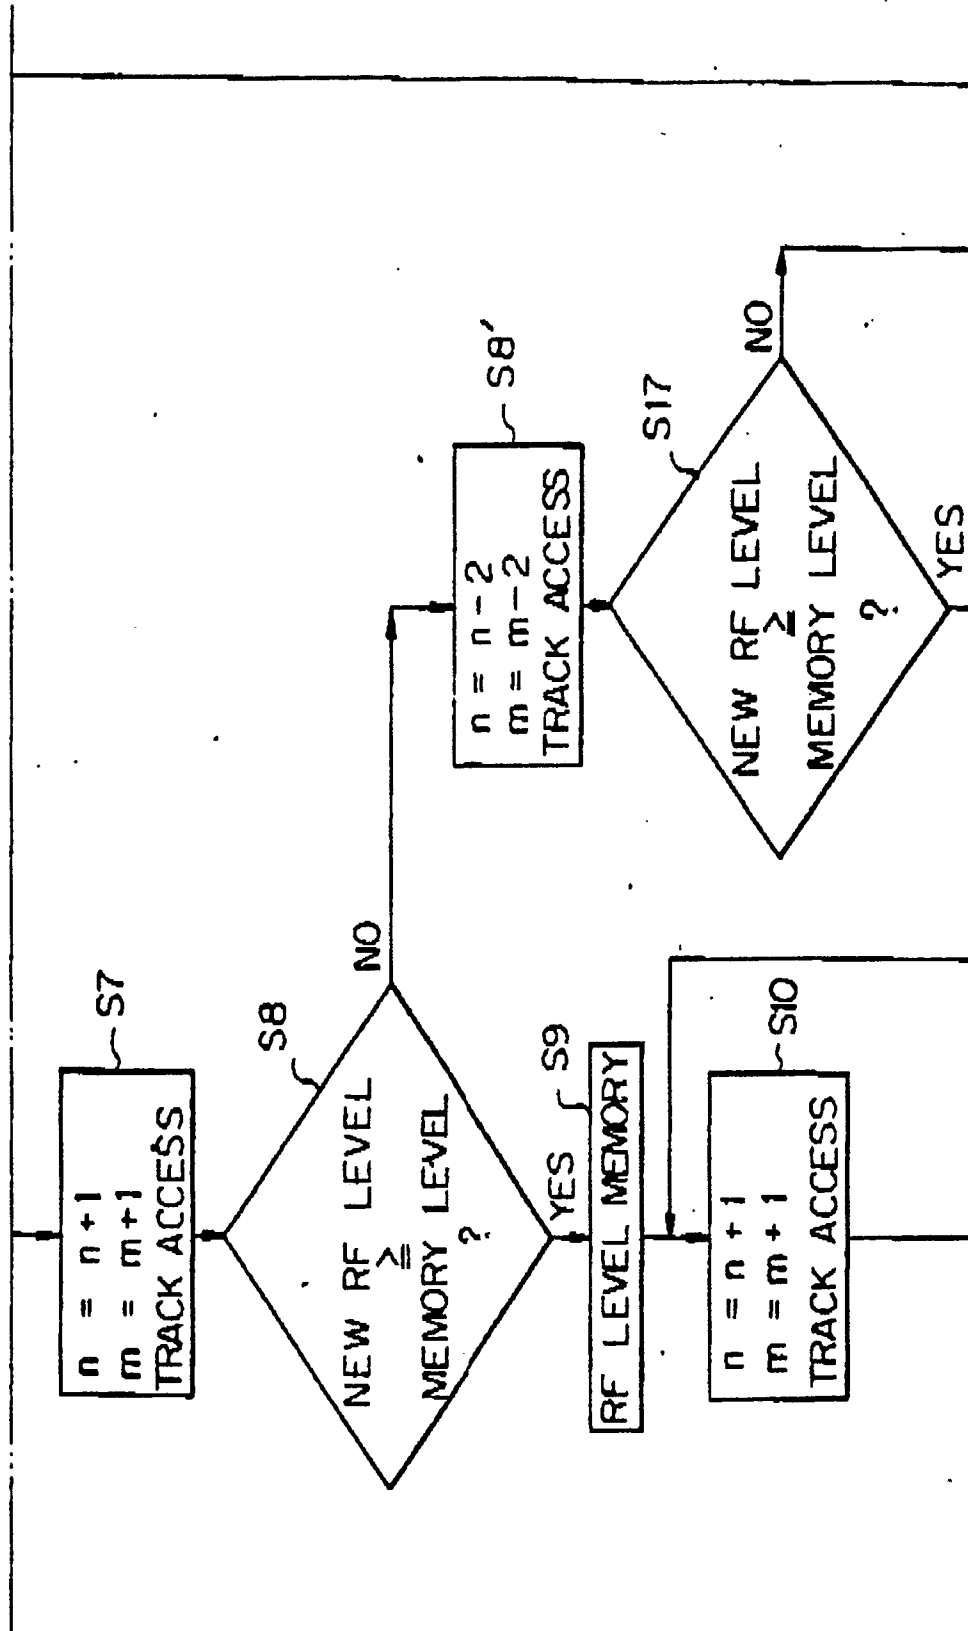 S7
n = n+1
m = m+1
TRACK ACCESS
S8
NEW RF LEVEL
≧
MEMORY LEVEL
?
NO
YES
S9
RF LEVEL MEMORY
S10
n = n+1
m = m+1
TRACK ACCESS
S8'
n = n-2
m = m-2
TRACK ACCESS
S17
NEW RF LEVEL
≧
MEMORY LEVEL
?
NO
YES